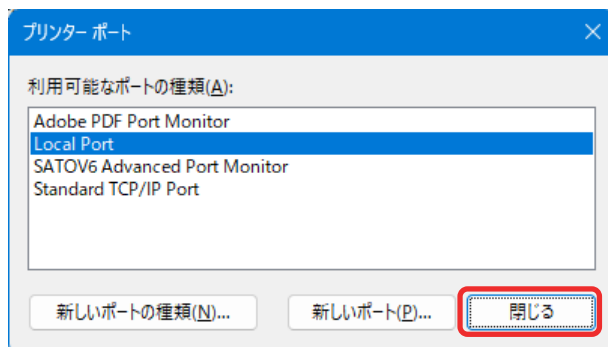 プリンター ポート
利用可能なポートの種類(A):
Adobe PDF Port Monitor
Local Port
SATOV6 Advanced Port Monitor
Standard TCP/IP Port
新しいポートの種類(N)... 新しいポート(P)... 閉じる